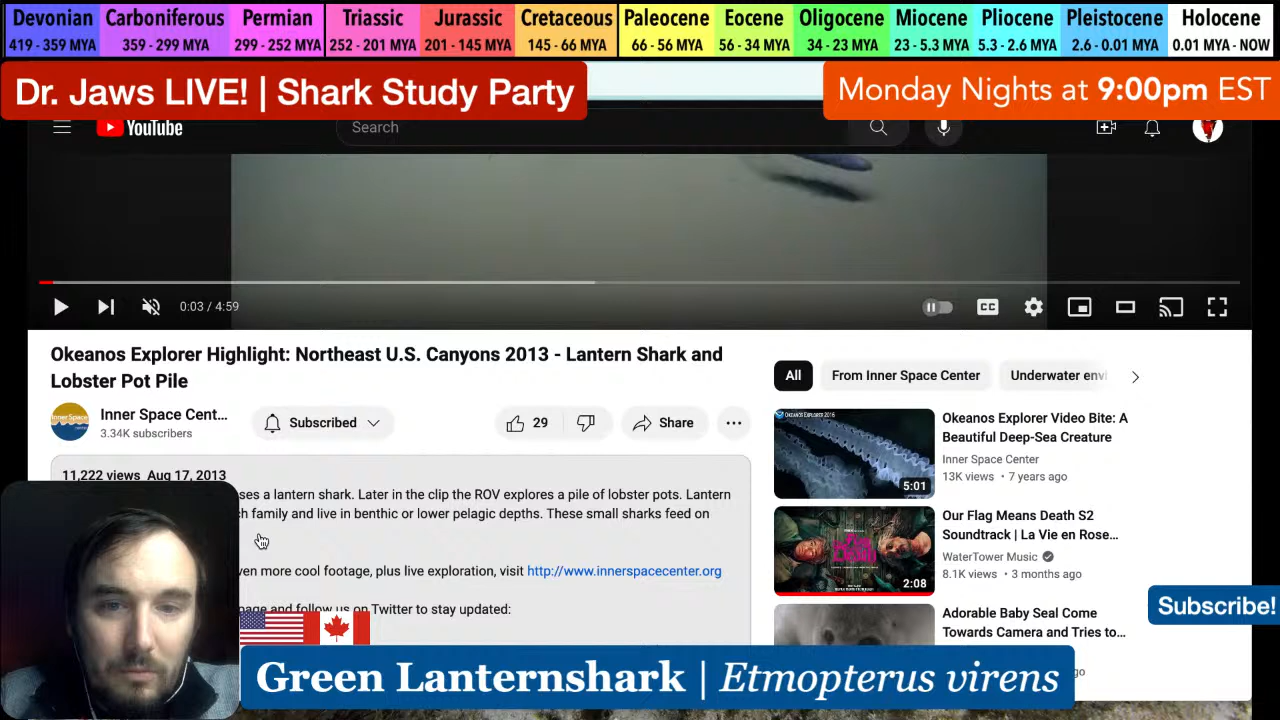 Devonian Carboniferous Permian Triassic Jurassic Cretaceous Paleocene Eocene Oligocene Miocene Pliocene Pleistocene Holocene
419 - 359 MYA 359 - 299 MYA 299 - 252 MYA 252 - 201 MYA 201 - 145 MYA 145 - 66 MYA 66 - 56 MYA 56 - 34 MYA 34 - 23 MYA 23 - 5.3 MYA 5.3 - 2.6 MYA 2.6 - 0.01 MYA 0.01 MYA - NOW
Dr. Jaws LIVE! | Shark Study Party
Monday Nights at 9:00pm EST
YouTube
Search
0:03 / 4:59
CC
Okeanos Explorer Highlight: Northeast U.S. Canyons 2013 - Lantern Shark and
Lobster Pot Pile
Inner Space Cent...
3.34K subscribers
Subscribed
29
Share
11,222 views Aug 17, 2013
a lantern shark. Later in the clip the ROV explores a pile of lobster pots. Lantern
family and live in benthic or lower pelagic depths. These small sharks feed on
more cool footage, plus live exploration, visit http://www.innerspacecenter.org
and follow us on Twitter to stay updated:
All
From Inner Space Center
Underwater
5:01
Okeanos Explorer Video Bite: A
Beautiful Deep-Sea Creature
Inner Space Center
13K views • 7 years ago
2:08
Our Flag Means Death S2
Soundtrack | La Vie en Rose...
WaterTower Music
8.1K views • 3 months ago
Adorable Baby Seal Come
Towards Camera and Tries to...
Subscribe!
Green Lanternshark | Etmopterus virens